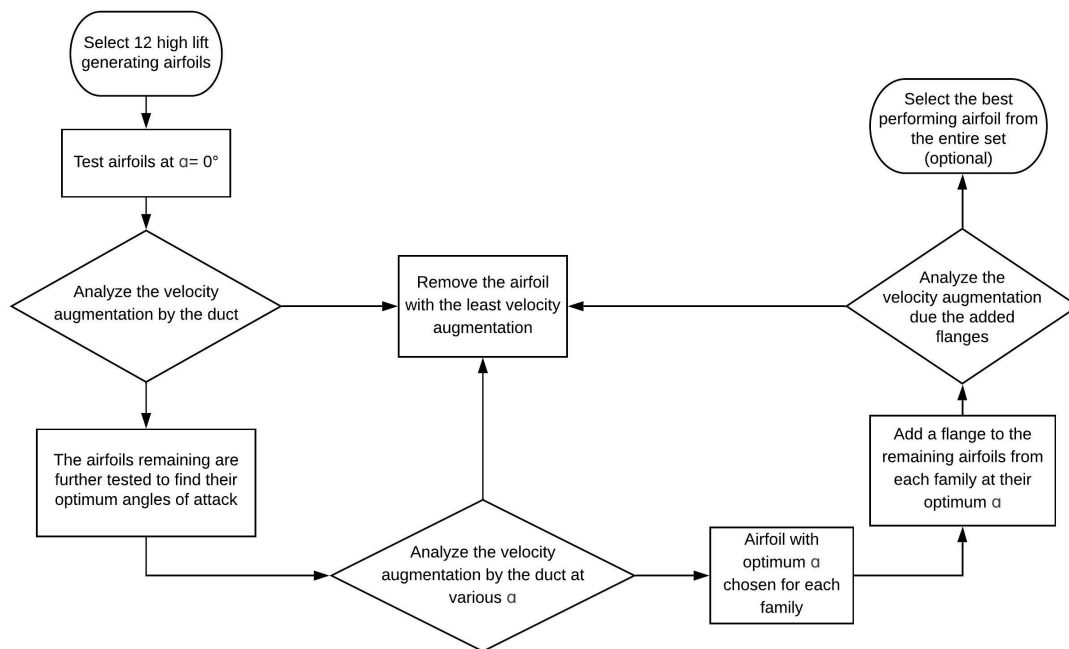 Select 12 high lift
generating airfoils
Test airfoils at α= 0°
Analyze the velocity
augmentation by the duct
The airfoils remaining are
further tested to find their
optimum angles of attack
Remove the airfoil
with the least velocity
augmentation
Analyze the velocity
augmentation by the duct at
various α
Airfoil with
optimum α
chosen for each
family
Add a flange to the
remaining airfoils from
each family at their
optimum α
Analyze the
velocity augmentation
due the added
flanges
Select the best
performing airfoil from
the entire set
(optional)